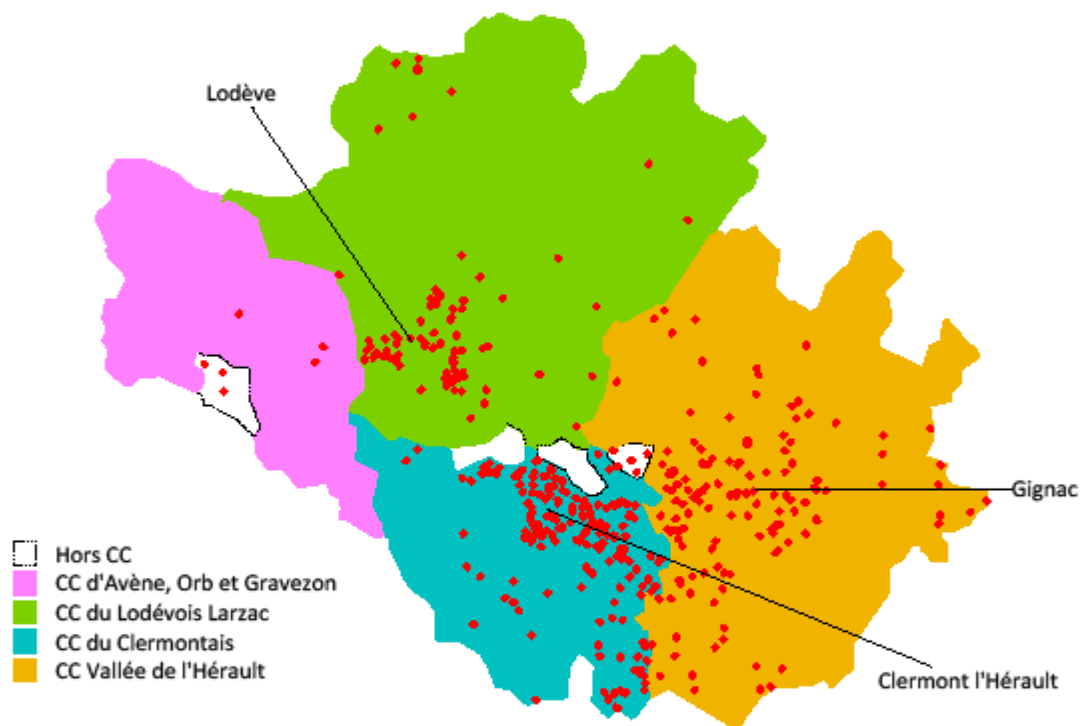 Lodève
Gignac
Hors CC
CC d'Avène, Orb et Gravezon
CC du Lodévois Larzac
CC du Clermontais
CC Vallée de l'Hérault
Clermont l'Hérault